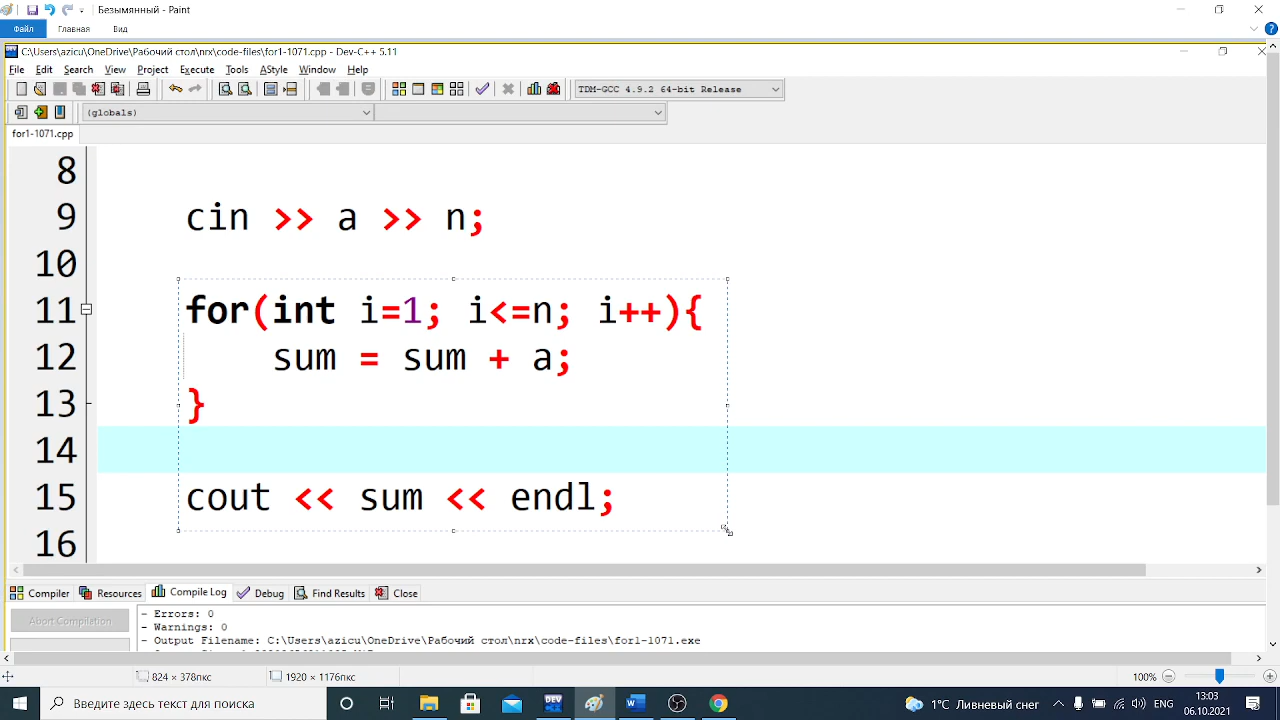 Безымянный - Paint
Файл Главная Вид
C:\Users\azicu\OneDrive\Рабочий стол\nrx\code-files\for1-1071.cpp - Dev-C++ 5.11
File Edit Search View Project Execute Tools AStyle Window Help
TDM-GCC 4.9.2 64-bit Release
(globals)
for1-1071.cpp
8
9 cin >> a >> n;
10
11 for(int i=1; i<=n; i++){
12 sum = sum + a;
13 }
14
15 cout << sum << endl;
16
Compiler Resources Compile Log Debug Find Results Close
Abort Compilation
- Errors: 0
- Warnings: 0
- Output Filename: C:\Users\azicu\OneDrive\Рабочий стол\nrx\code-files\for1-1071.exe
824 × 378пкс 1920 × 1176пкс 100%
Введите здесь текст для поиска
1°C Ливневый снег ENG 13:03
06.10.2021